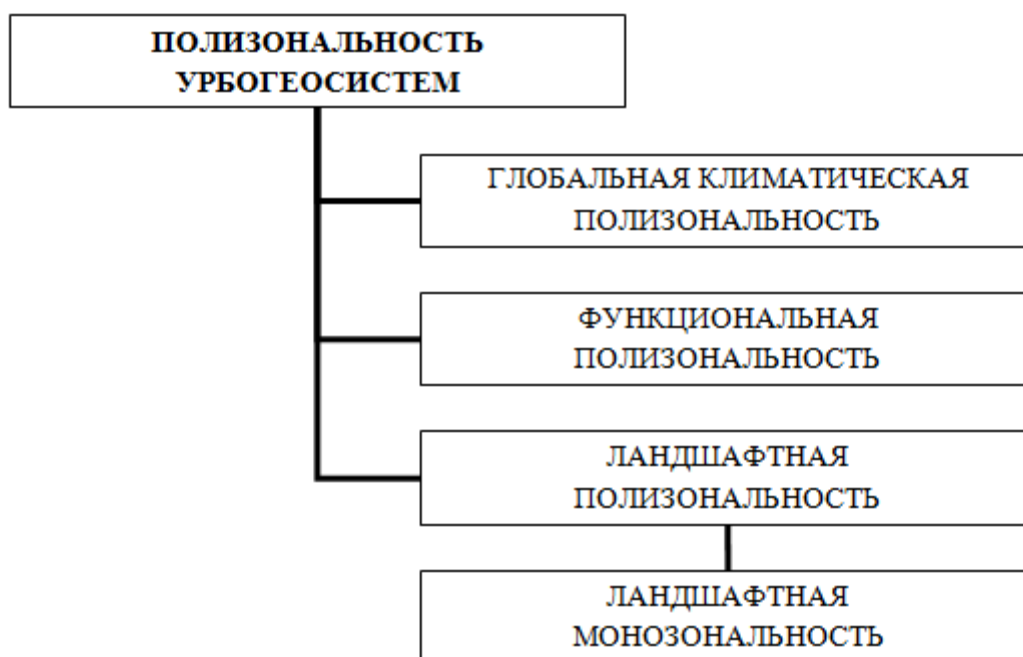 ПОЛИЗОНАЛЬНОСТЬ
УРБОГЕОСИСТЕМ
ГЛОБАЛЬНАЯ КЛИМАТИЧЕСКАЯ
ПОЛИЗОНАЛЬНОСТЬ
ФУНКЦИОНАЛЬНАЯ
ПОЛИЗОНАЛЬНОСТЬ
ЛАНДШАФТНАЯ
ПОЛИЗОНАЛЬНОСТЬ
ЛАНДШАФТНАЯ
МОНОЗОНАЛЬНОСТЬ